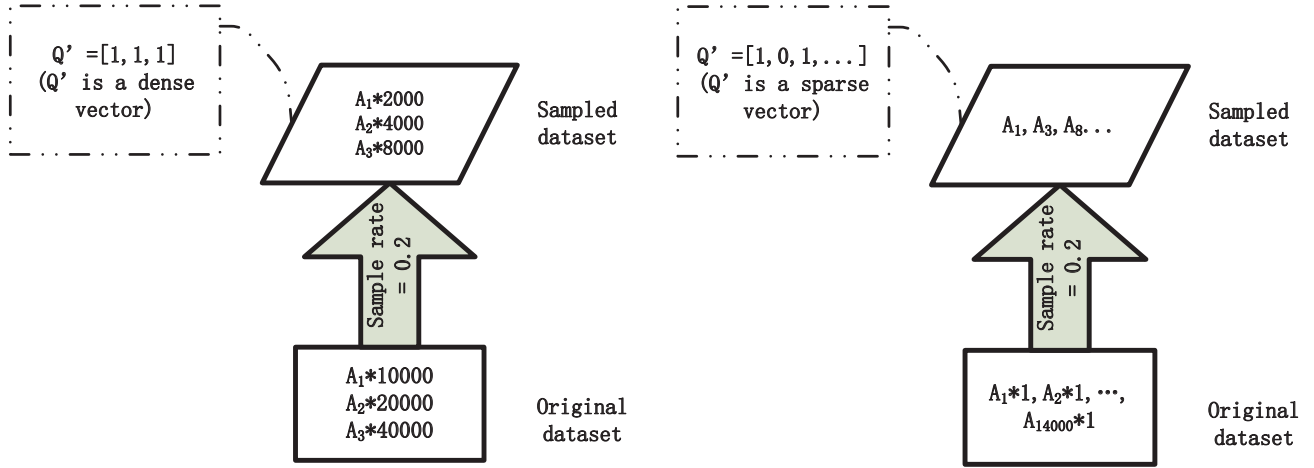 Q' =[1,1,1]
(Q' is a dense
vector)
A₁*2000
A₂*4000
A₃*8000
Sampled
dataset
Sample rate
= 0.2
A₁*10000
A₂*20000
A₃*40000
Original
dataset
Q' =[1,0,1,...]
(Q' is a sparse
vector)
A₁, A₃, A₈...
Sampled
dataset
Sample rate
= 0.2
A₁*1, A₂*1, ⋯,
A₁₄₀₀₀*1
Original
dataset